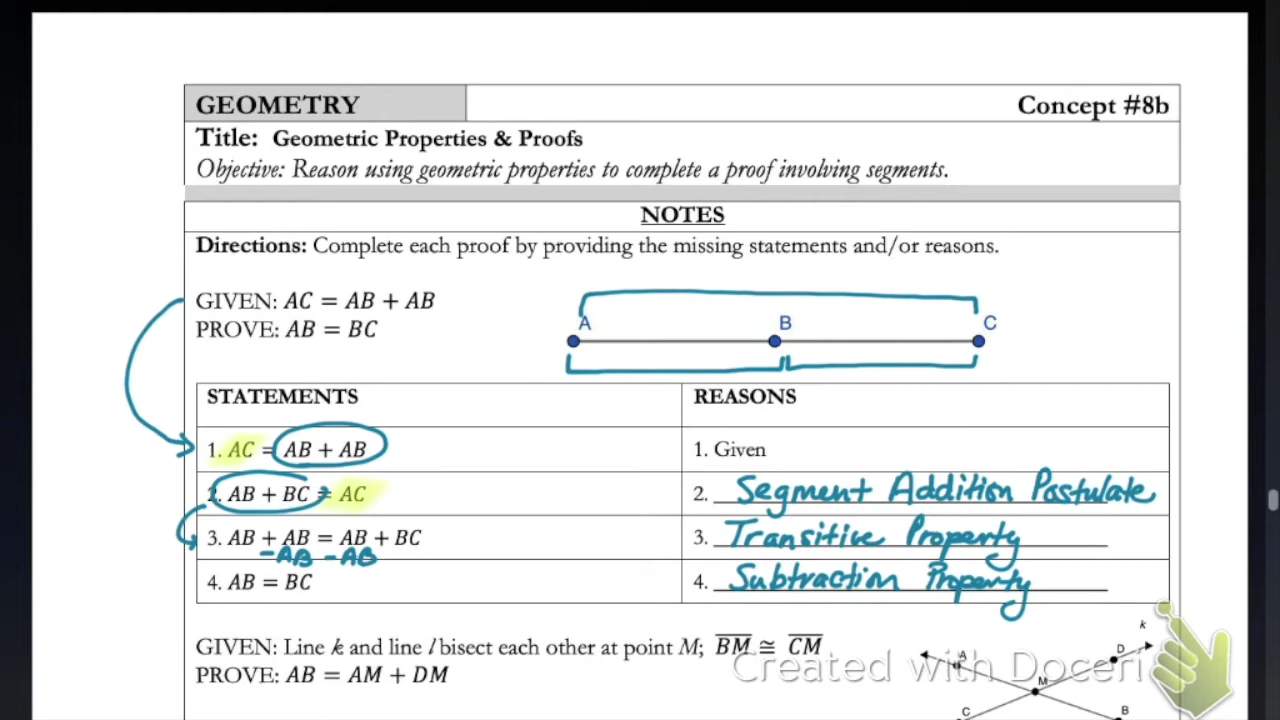 GEOMETRY
Concept #8b
Title: Geometric Properties & Proofs
Objective: Reason using geometric properties to complete a proof involving segments.
NOTES
Directions: Complete each proof by providing the missing statements and/or reasons.
GIVEN: AC = AB + AB
PROVE: AB = BC
A B C
STATEMENTS
REASONS
1. AC = AB + AB
1. Given
2. AB + BC = AC
2. Segment Addition Postulate
3. AB + AB = AB + BC
3. Transitive Property
-AB -AB
4. AB = BC
4. Subtraction Property
GIVEN: Line k and line l bisect each other at point M; BM ≅ CM
PROVE: AB = AM + DM
k
A
D
M
C
B
Created with Doceri